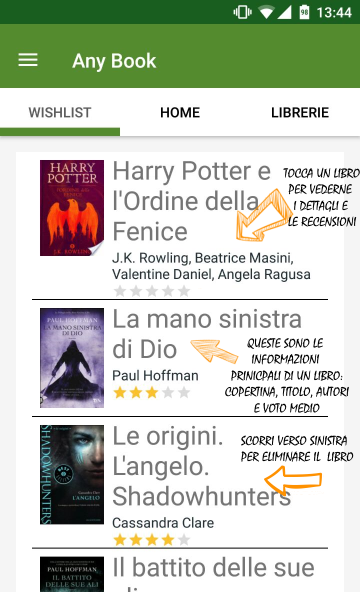 98 13:44
Any Book
WISHLIST HOME LIBRERIE
HARRY
POTTER
J.K. ROWLING
Harry Potter e
l'Ordine della
Fenice
J.K. Rowling, Beatrice Masini,
Valentine Daniel, Angela Ragusa
TOCCA UN LIBRO
PER VEDERNE
I DETTAGLI E
LE RECENSIONI
PAUL HOFFMAN
LA MANO SINISTRA
DI DIO
La mano sinistra
di Dio
Paul Hoffman
QUESTE SONO LE
INFORMAZIONI
PRINICPALI DI UN LIBRO:
COPERTINA, TITOLO, AUTORI
E VOTO MEDIO
SHADOWHUNTERS
BEST
Cassandra Clare
L'ANGELO
Le origini.
L'angelo.
Shadowhunters
Cassandra Clare
SCORRI VERSO SINISTRA
PER ELIMINARE IL LIBRO
PAUL HOFFMAN
IL BATTITO
DELLE SUE ALI
Il battito delle sue